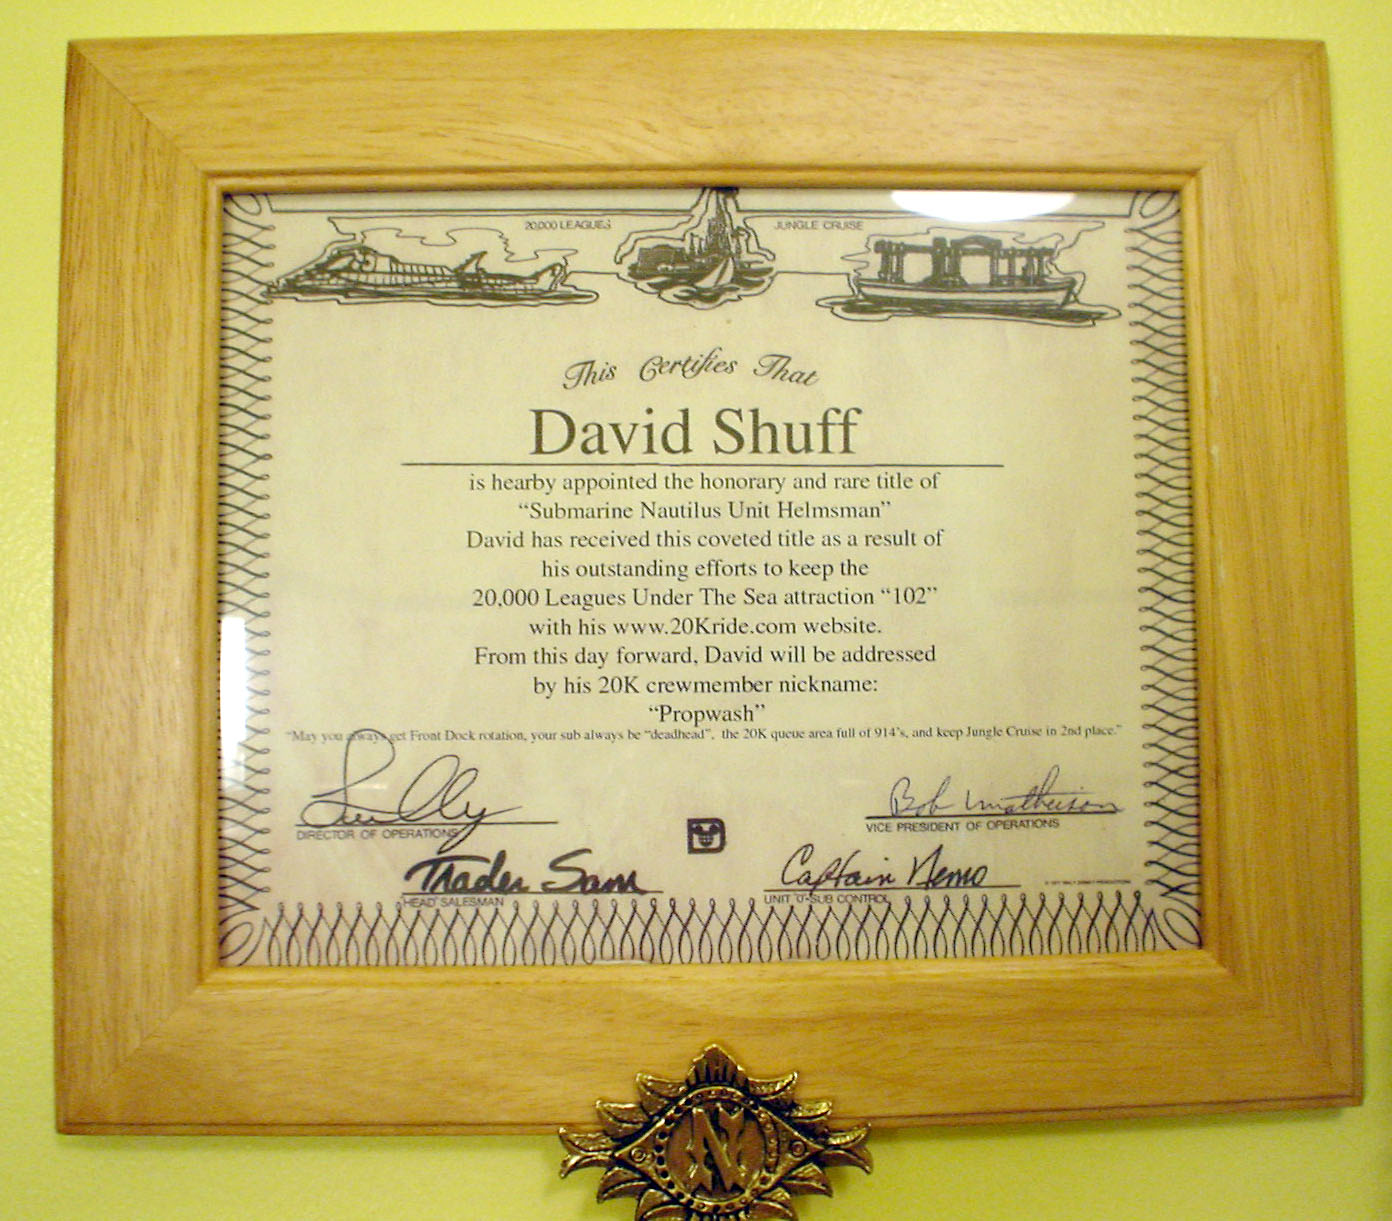 20,000 LEAGUES
JUNGLE CRUISE
This Certifies That
David Shuff
is hearby appointed the honorary and rare title of
“Submarine Nautilus Unit Helmsman”
David has received this coveted title as a result of
his outstanding efforts to keep the
20,000 Leagues Under The Sea attraction “102”
with his www.20Kride.com website.
From this day forward, David will be addressed
by his 20K crewmember nickname:
“Propwash”
“May you always get Front Dock rotation, your sub always be “deadhead”, the 20K queue area full of 914's, and keep Jungle Cruise in 2nd place.”
Bob Mathieson
DIRECTOR OF OPERATIONS
VICE PRESIDENT OF OPERATIONS
Trader Sam
Captain Nemo
HEAD SALESMAN
UNIT "0"-SUB CONTROL
N